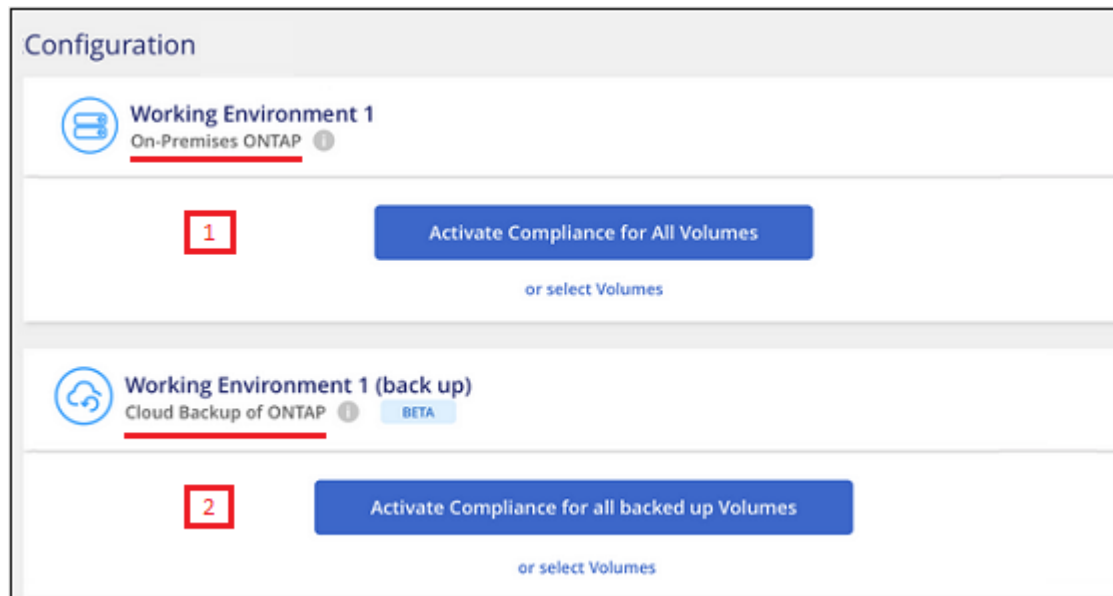 Configuration
Working Environment 1
On-Premises ONTAP i
1
Activate Compliance for All Volumes
or select Volumes
Working Environment 1 (back up)
Cloud Backup of ONTAP i BETA
2
Activate Compliance for all backed up Volumes
or select Volumes